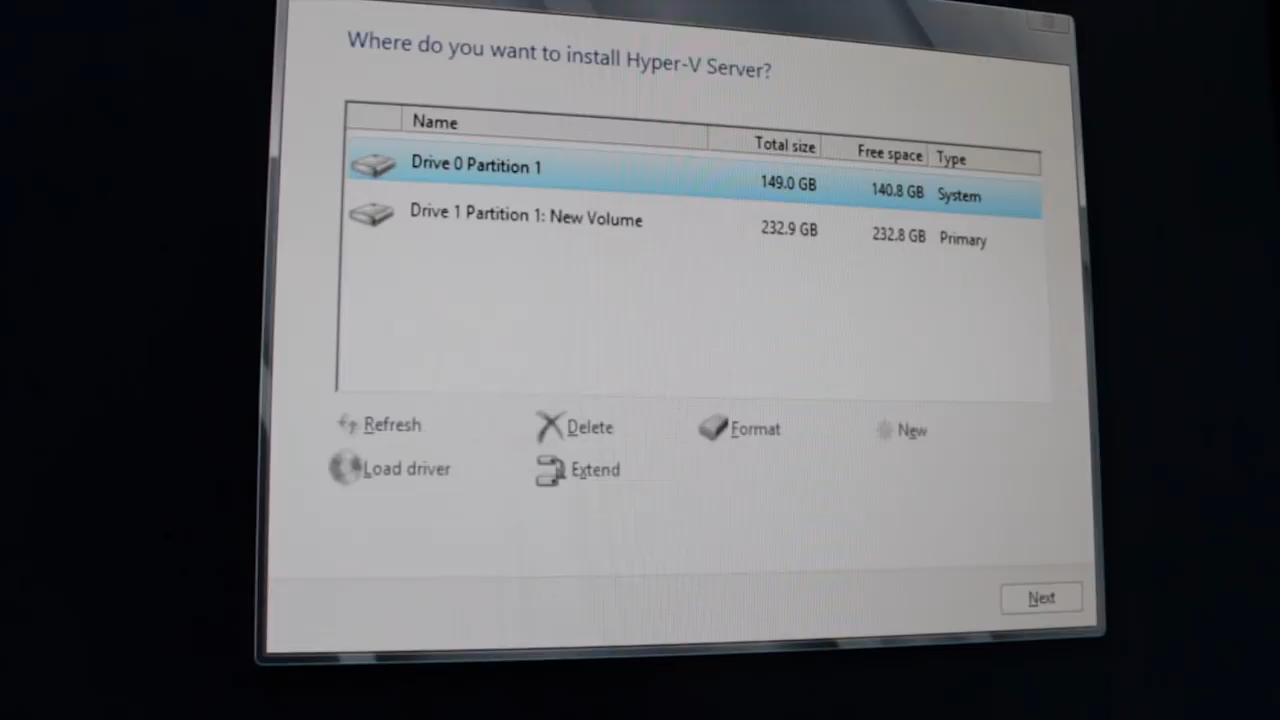 Where do you want to install Hyper-V Server?
Name Total size Free space Type
Drive 0 Partition 1 149.0 GB 140.8 GB System
Drive 1 Partition 1: New Volume 232.9 GB 232.8 GB Primary
Refresh Delete Format New
Load driver Extend
Next